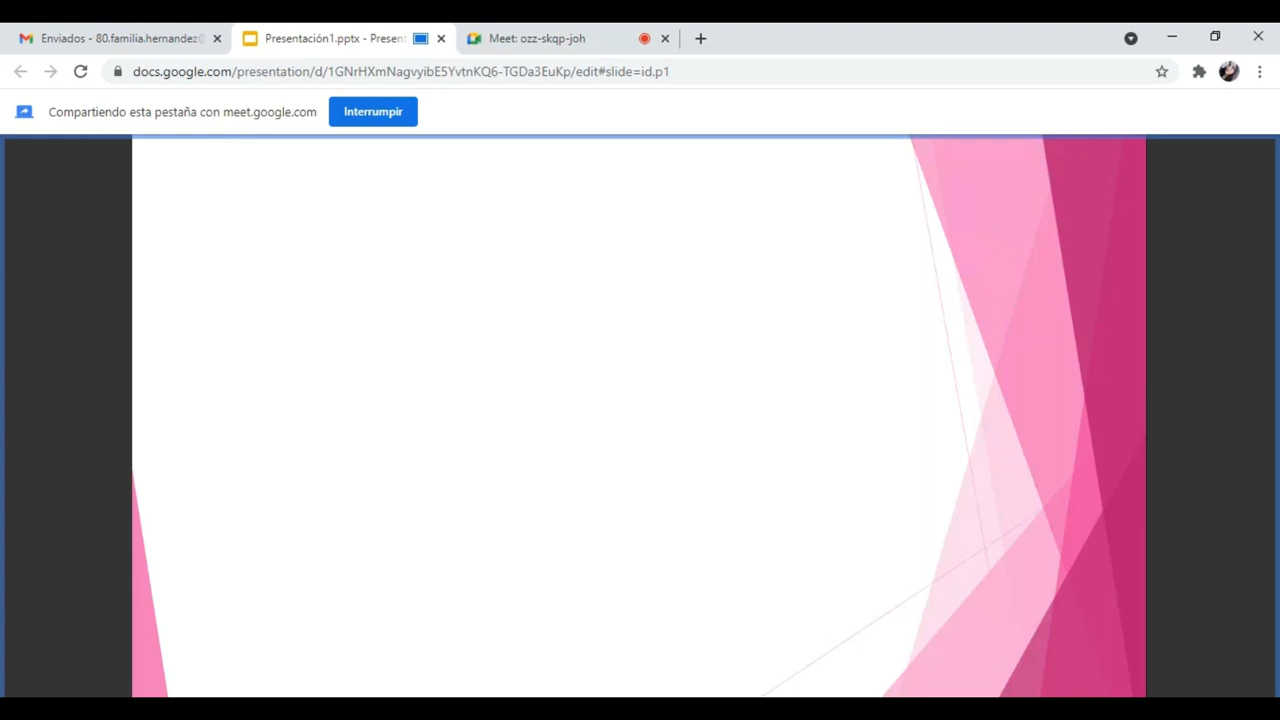 Enviados - 80.familia.hernandez@
Presentación1.pptx - Present
Meet: ozz-skqp-joh
docs.google.com/presentation/d/1GNrHXmNagvyibE5YvtnKQ6-TGDa3EuKp/edit#slide=id.p1
Compartiendo esta pestaña con meet.google.com
Interrumpir